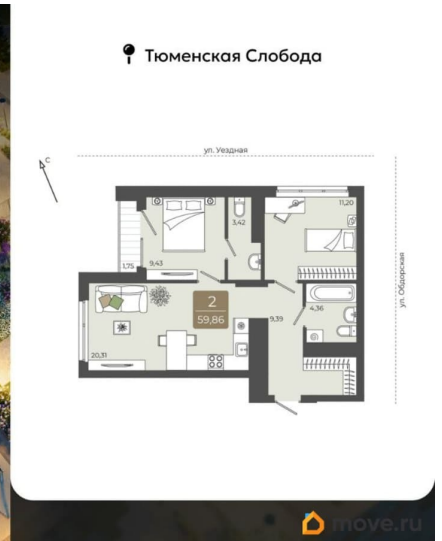 Тюменская Слобода
ул. Уездная
С
11,20
3,42
9,43
1,75
ул. Обдорская
2
59,86
4,36
9,39
20,31
move.ru